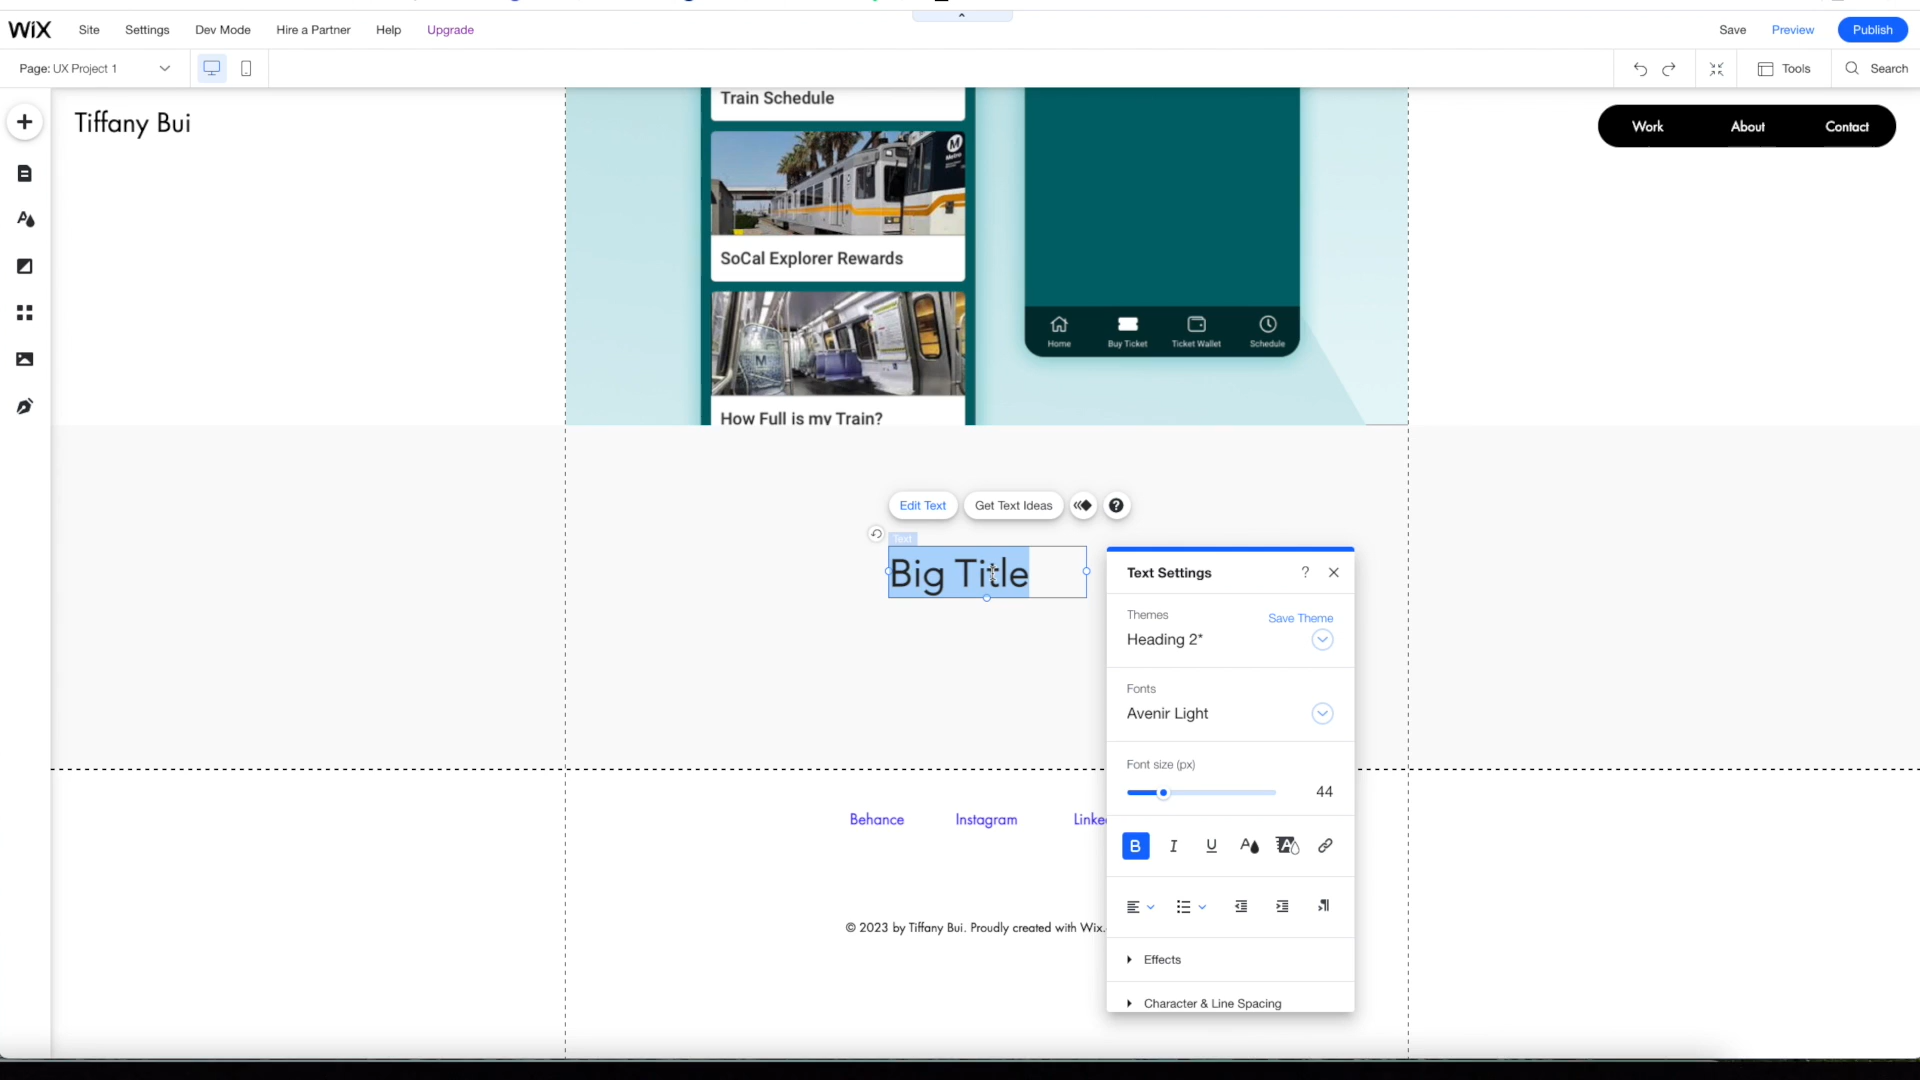 WiX
Site
Settings
Dev Mode
Hire a Partner
Help
Upgrade
Save
Preview
Publish
Page: UX Project 1
Tools
Search
Tiffany Bui
Work
About
Contact
Train Schedule
M
Metro
SoCal Explorer Rewards
M
How Full is my Train?
Home
Buy Ticket
Ticket Wallet
Schedule
Edit Text
Get Text Ideas
?
Text
Big Title
Text Settings
?
Themes
Save Theme
Heading 2*
Fonts
Avenir Light
Font size (px)
44
B
I
U
A
A
Effects
Character & Line Spacing
Behance
Instagram
Linke
© 2023 by Tiffany Bui. Proudly created with Wix.